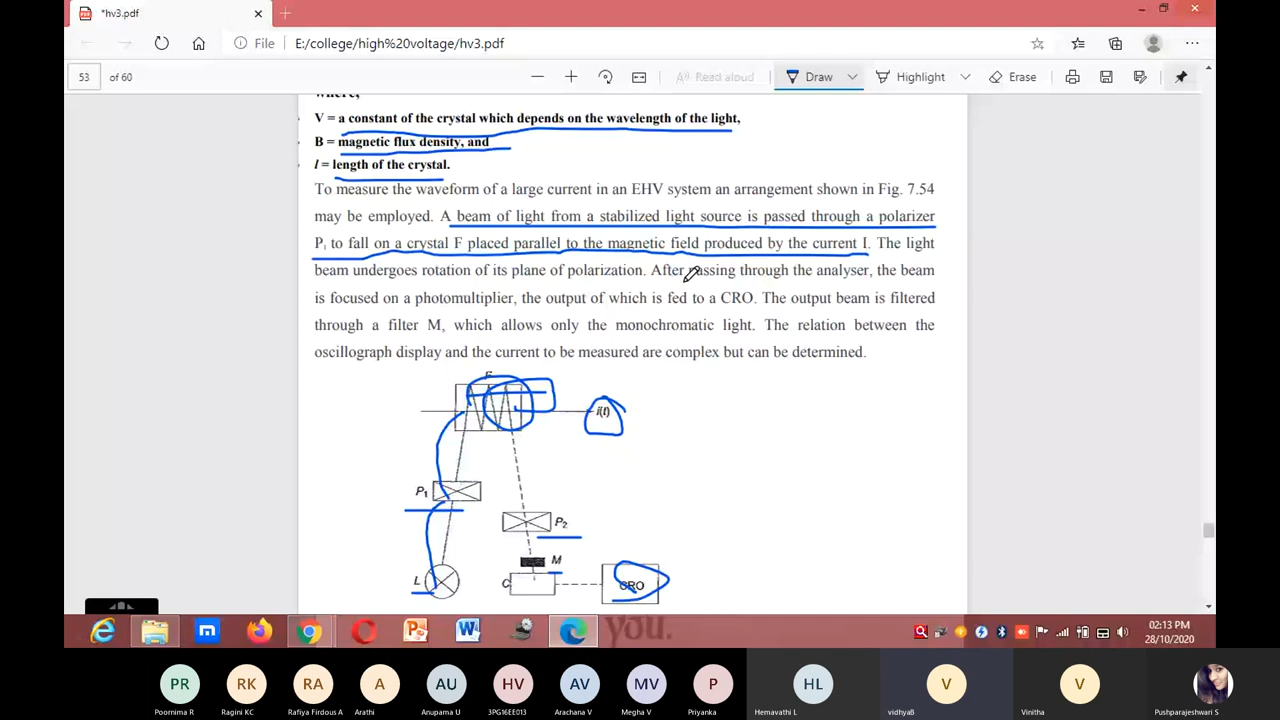 *hv3.pdf
File E:/college/high%20voltage/hv3.pdf
53 of 60
Read aloud Draw Highlight Erase
where,
V = a constant of the crystal which depends on the wavelength of the light,
B = magnetic flux density, and
l = length of the crystal.
To measure the waveform of a large current in an EHV system an arrangement shown in Fig. 7.54
may be employed. A beam of light from a stabilized light source is passed through a polarizer
P₁ to fall on a crystal F placed parallel to the magnetic field produced by the current I. The light
beam undergoes rotation of its plane of polarization. After passing through the analyser, the beam
is focused on a photomultiplier, the output of which is fed to a CRO. The output beam is filtered
through a filter M, which allows only the monochromatic light. The relation between the
oscillograph display and the current to be measured are complex but can be determined.
F
i(t)
P₁
P₂
M
L
C
CRO
you.
02:13 PM
28/10/2020
PR RK RA A AU HV AV MV P HL V V
Poornima R Ragini KC Rafiya Firdous A Arathi Anupama U 3PG16EE013 Arachana V Megha V Priyanka Hemavathi L vidhyaB Vinitha Pushparajeshwari S